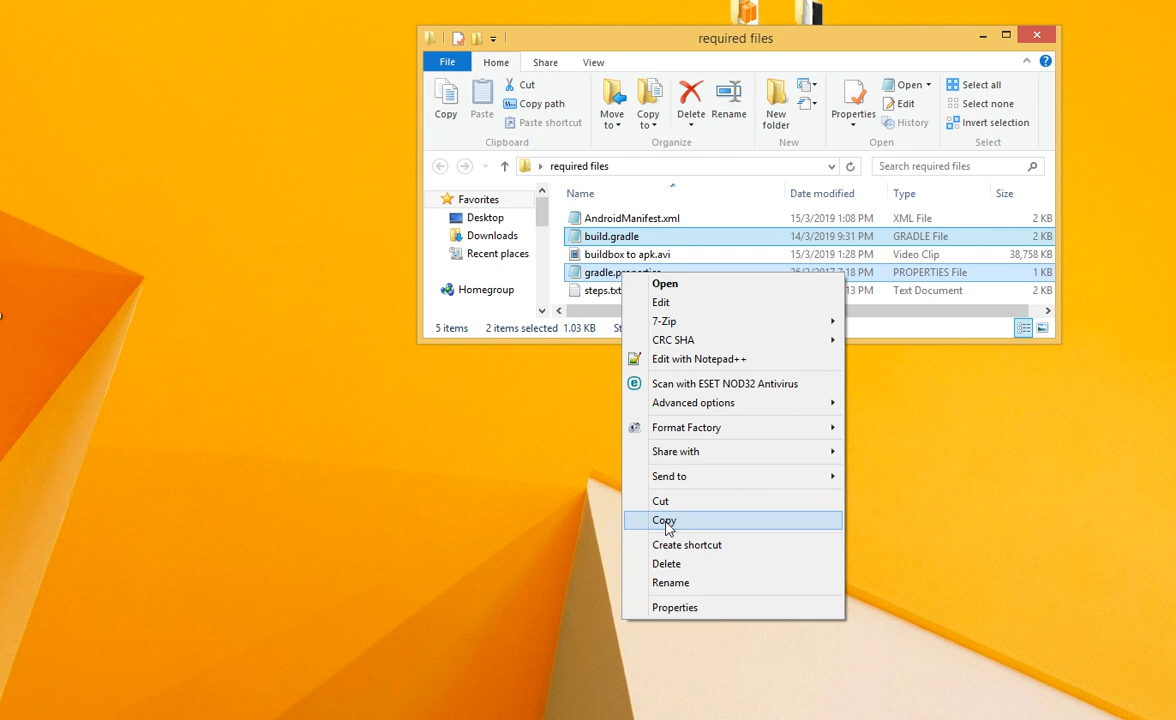 required files
File Home Share View
Copy
Paste
Cut
Copy path
Paste shortcut
Clipboard
Move to
Copy to
Delete
Rename
Organize
New folder
New
Properties
Open
Edit
History
Open
Select all
Select none
Invert selection
Select
required files
Search required files
Favorites
Desktop
Downloads
Recent places
Homegroup
Name Date modified Type Size
AndroidManifest.xml 15/3/2019 1:08 PM XML File 2 KB
build.gradle 14/3/2019 9:31 PM GRADLE File 2 KB
buildbox to apk.avi 15/3/2019 1:28 PM Video Clip 38,758 KB
7:18 PM PROPERTIES File 1 KB
13 PM Text Document 0 KB
5 items 2 items selected 1.03 KB
Open
Edit
7-Zip
CRC SHA
Edit with Notepad++
Scan with ESET NOD32 Antivirus
Advanced options
Format Factory
Share with
Send to
Cut
Copy
Create shortcut
Delete
Rename
Properties